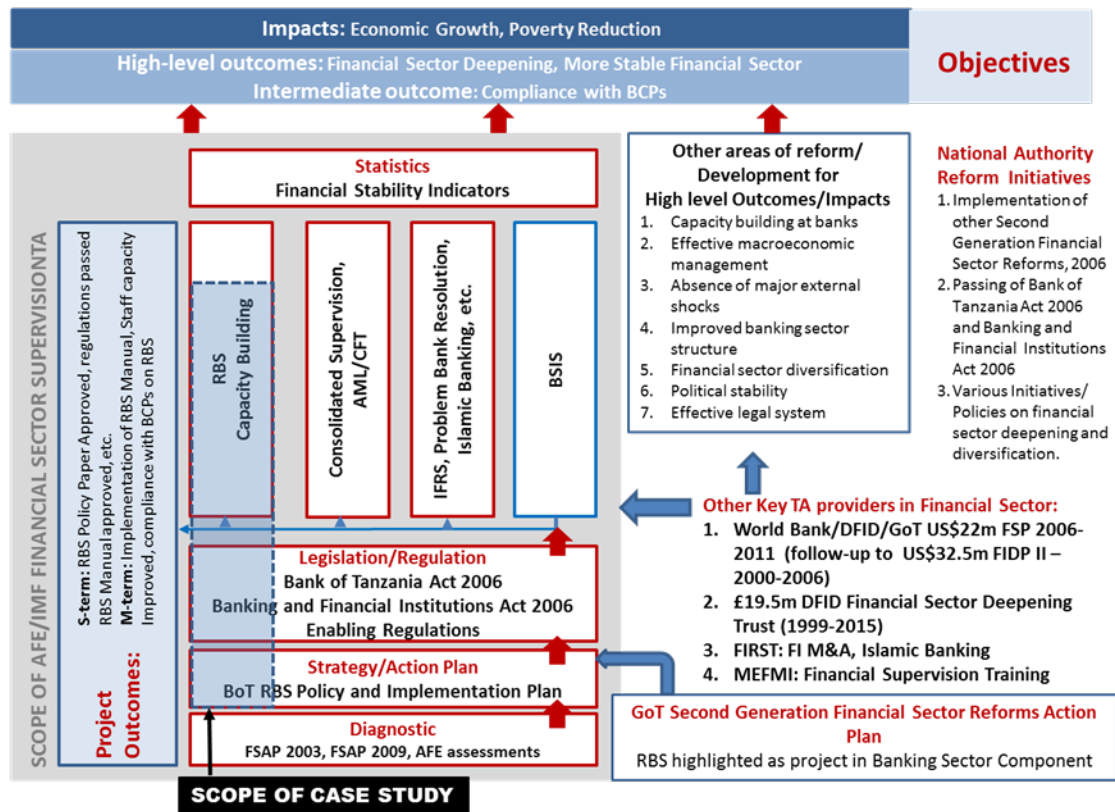 Impacts: Economic Growth, Poverty Reduction
High-level outcomes: Financial Sector Deepening, More Stable Financial Sector
Intermediate outcome: Compliance with BCPs
Objectives
SCOPE OF AFE/IMF FINANCIAL SECTOR SUPERVISIONTA
Project
Outcomes:
S-term: RBS Policy Paper Approved, regulations passed
RBS Manual approved, etc.
M-term: Implementation of RBS Manual, Staff capacity
Improved, compliance with BCPs on RBS
Statistics
Financial Stability Indicators
RBS
Capacity Building
Consolidated Supervision,
AML/CFT
IFRS, Problem Bank Resolution,
Islamic Banking, etc.
BSIS
Legislation/Regulation
Bank of Tanzania Act 2006
Banking and Financial Institutions Act 2006
Enabling Regulations
Strategy/Action Plan
BoT RBS Policy and Implementation Plan
Diagnostic
FSAP 2003, FSAP 2009, AFE assessments
SCOPE OF CASE STUDY
Other areas of reform/
Development for
High level Outcomes/Impacts
1. Capacity building at banks
2. Effective macroeconomic
management
3. Absence of major external
shocks
4. Improved banking sector
structure
5. Financial sector diversification
6. Political stability
7. Effective legal system
National Authority
Reform Initiatives
1. Implementation of
other Second
Generation Financial
Sector Reforms, 2006
2. Passing of Bank of
Tanzania Act 2006
and Banking and
Financial Institutions
Act 2006
3. Various Initiatives/
Policies on financial
sector deepening and
diversification.
Other Key TA providers in Financial Sector:
1. World Bank/DFID/GoT US$22m FSP 2006-
2011 (follow-up to US$32.5m FIDP II –
2000-2006)
2. £19.5m DFID Financial Sector Deepening
Trust (1999-2015)
3. FIRST: FI M&A, Islamic Banking
4. MEFMI: Financial Supervision Training
GoT Second Generation Financial Sector Reforms Action
Plan
RBS highlighted as project in Banking Sector Component